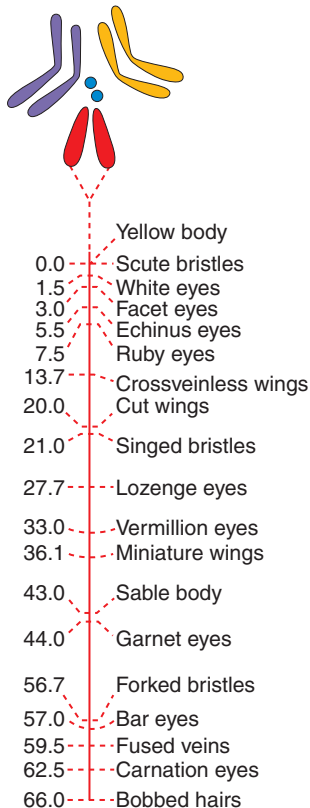 Yellow body
0.0 Scute bristles
1.5 White eyes
3.0 Facet eyes
5.5 Echinus eyes
7.5 Ruby eyes
13.7 Crossveinless wings
20.0 Cut wings
21.0 Singed bristles
27.7 Lozenge eyes
33.0 Vermillion eyes
36.1 Miniature wings
43.0 Sable body
44.0 Garnet eyes
56.7 Forked bristles
57.0 Bar eyes
59.5 Fused veins
62.5 Carnation eyes
66.0 Bobbed hairs